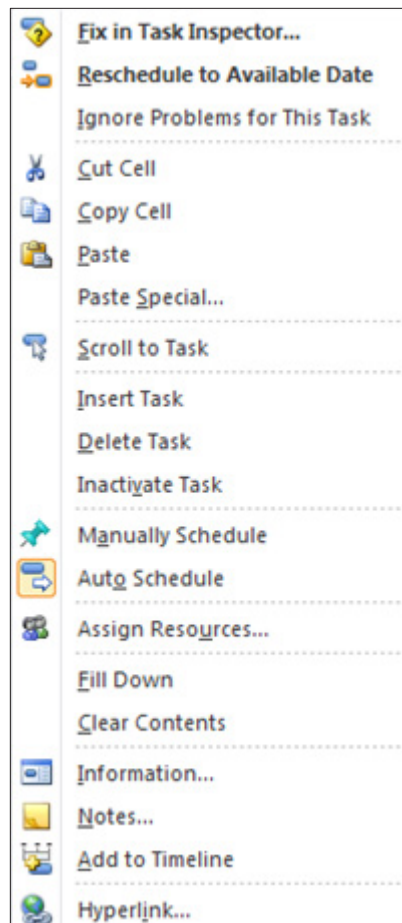 Fix in Task Inspector...
Reschedule to Available Date
Ignore Problems for This Task
Cut Cell
Copy Cell
Paste
Paste Special...
Scroll to Task
Insert Task
Delete Task
Inactivate Task
Manually Schedule
Auto Schedule
Assign Resources...
Fill Down
Clear Contents
Information...
Notes...
Add to Timeline
Hyperlink...